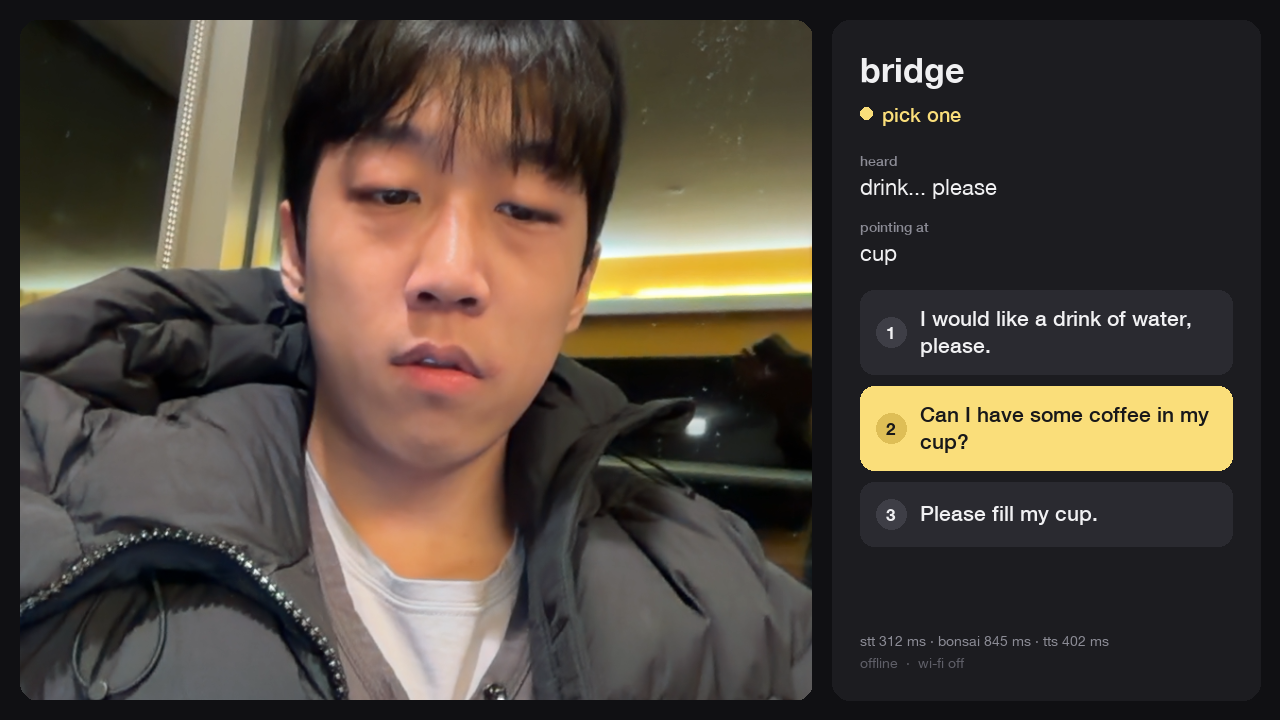 bridge
pick one
heard
drink... please
pointing at
cup
1
I would like a drink of water,
please.
2
Can I have some coffee in my
cup?
3
Please fill my cup.
stt 312 ms · bonsai 845 ms · tts 402 ms
offline · wi-fi off